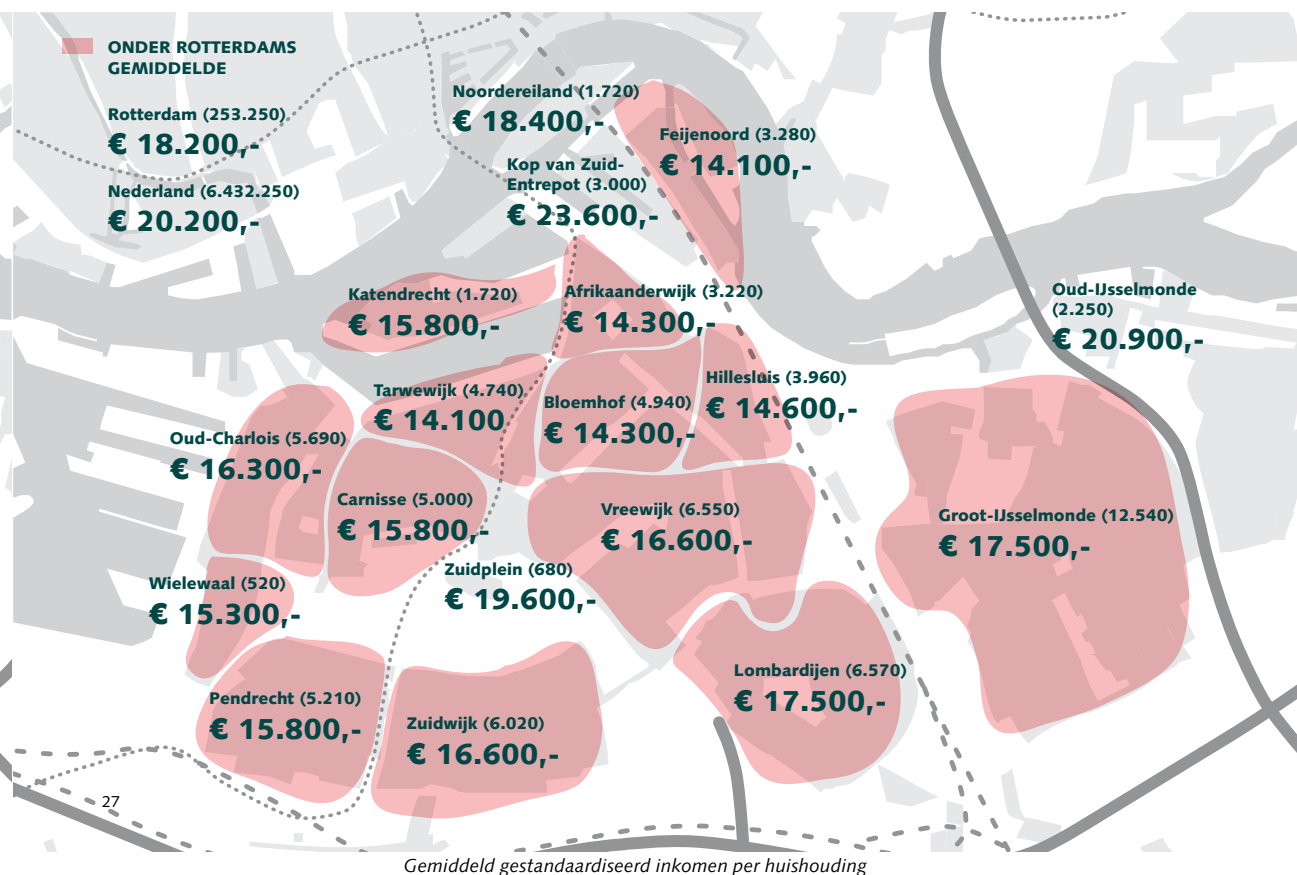 ONDER ROTTERDAMS
GEMIDDELDE
Rotterdam (253.250)
€ 18.200,-
Nederland (6.432.250)
€ 20.200,-
Noordereiland (1.720)
€ 18.400,-
Feijenoord (3.280)
€ 14.100,-
Kop van Zuid-
Entrepot (3.000)
€ 23.600,-
Katendrecht (1.720)
€ 15.800,-
Afrikaanderwijk (3.220)
€ 14.300,-
Oud-IJsselmonde
(2.250)
€ 20.900,-
Tarwewijk (4.740)
€ 14.100
Bloemhof (4.940)
€ 14.300,-
Hillesluis (3.960)
€ 14.600,-
Oud-Charlois (5.690)
€ 16.300,-
Carnisse (5.000)
€ 15.800,-
Vreewijk (6.550)
€ 16.600,-
Groot-IJsselmonde (12.540)
€ 17.500,-
Wielewaal (520)
€ 15.300,-
Zuidplein (680)
€ 19.600,-
Pendrecht (5.210)
€ 15.800,-
Zuidwijk (6.020)
€ 16.600,-
Lombardijen (6.570)
€ 17.500,-
27
Gemiddeld gestandaardiseerd inkomen per huishouding